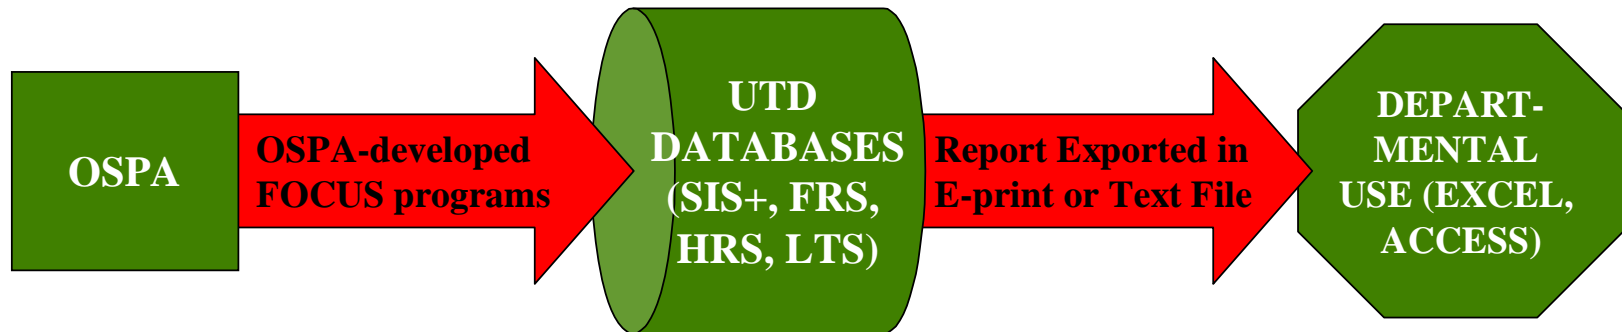 OSPA
OSPA-developed
FOCUS programs
UTD
DATABASES
(SIS+, FRS,
HRS, LTS)
Report Exported in
E-print or Text File
DEPART-
MENTAL
USE (EXCEL,
ACCESS)